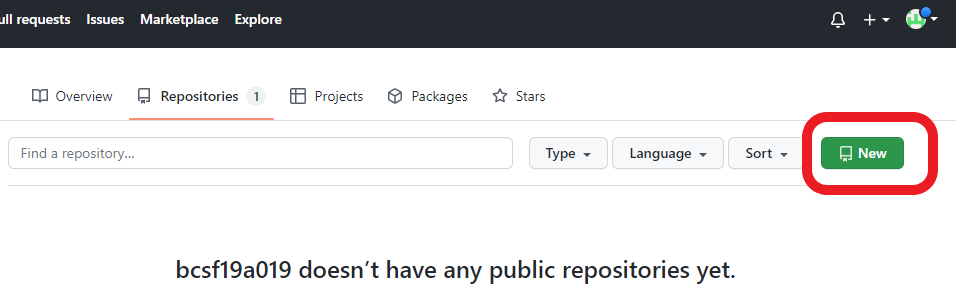 ull requests Issues Marketplace Explore
Overview Repositories 1 Projects Packages Stars
Find a repository... Type Language Sort New
bcsf19a019 doesn’t have any public repositories yet.